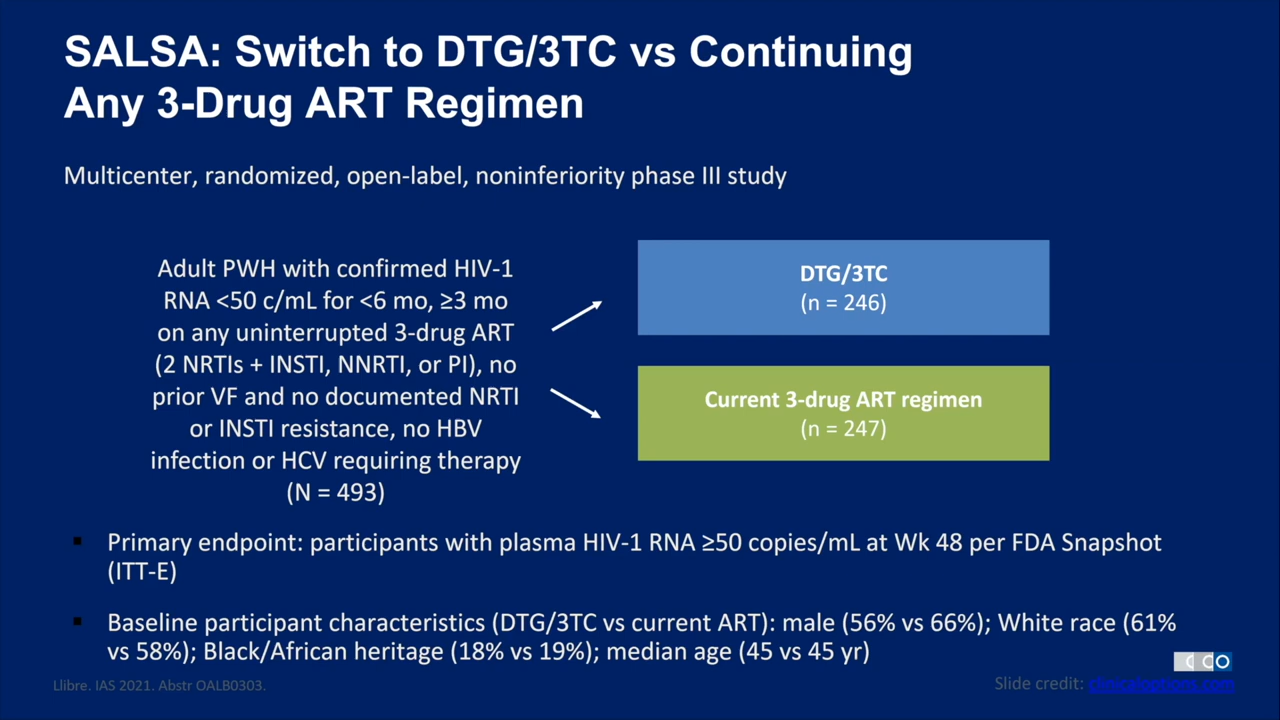 SALSA: Switch to DTG/3TC vs Continuing
Any 3-Drug ART Regimen
Multicenter, randomized, open-label, noninferiority phase III study
Adult PWH with confirmed HIV-1
RNA <50 c/mL for <6 mo, ≥3 mo
on any uninterrupted 3-drug ART
(2 NRTIs + INSTI, NNRTI, or PI), no
prior VF and no documented NRTI
or INSTI resistance, no HBV
infection or HCV requiring therapy
(N = 493)
DTG/3TC
(n = 246)
Current 3-drug ART regimen
(n = 247)
▪ Primary endpoint: participants with plasma HIV-1 RNA ≥50 copies/mL at Wk 48 per FDA Snapshot
(ITT-E)
▪ Baseline participant characteristics (DTG/3TC vs current ART): male (56% vs 66%); White race (61%
vs 58%); Black/African heritage (18% vs 19%); median age (45 vs 45 yr)
CCO
Llibre. IAS 2021. Abstr OALB0303.
Slide credit: clinicaloptions.com